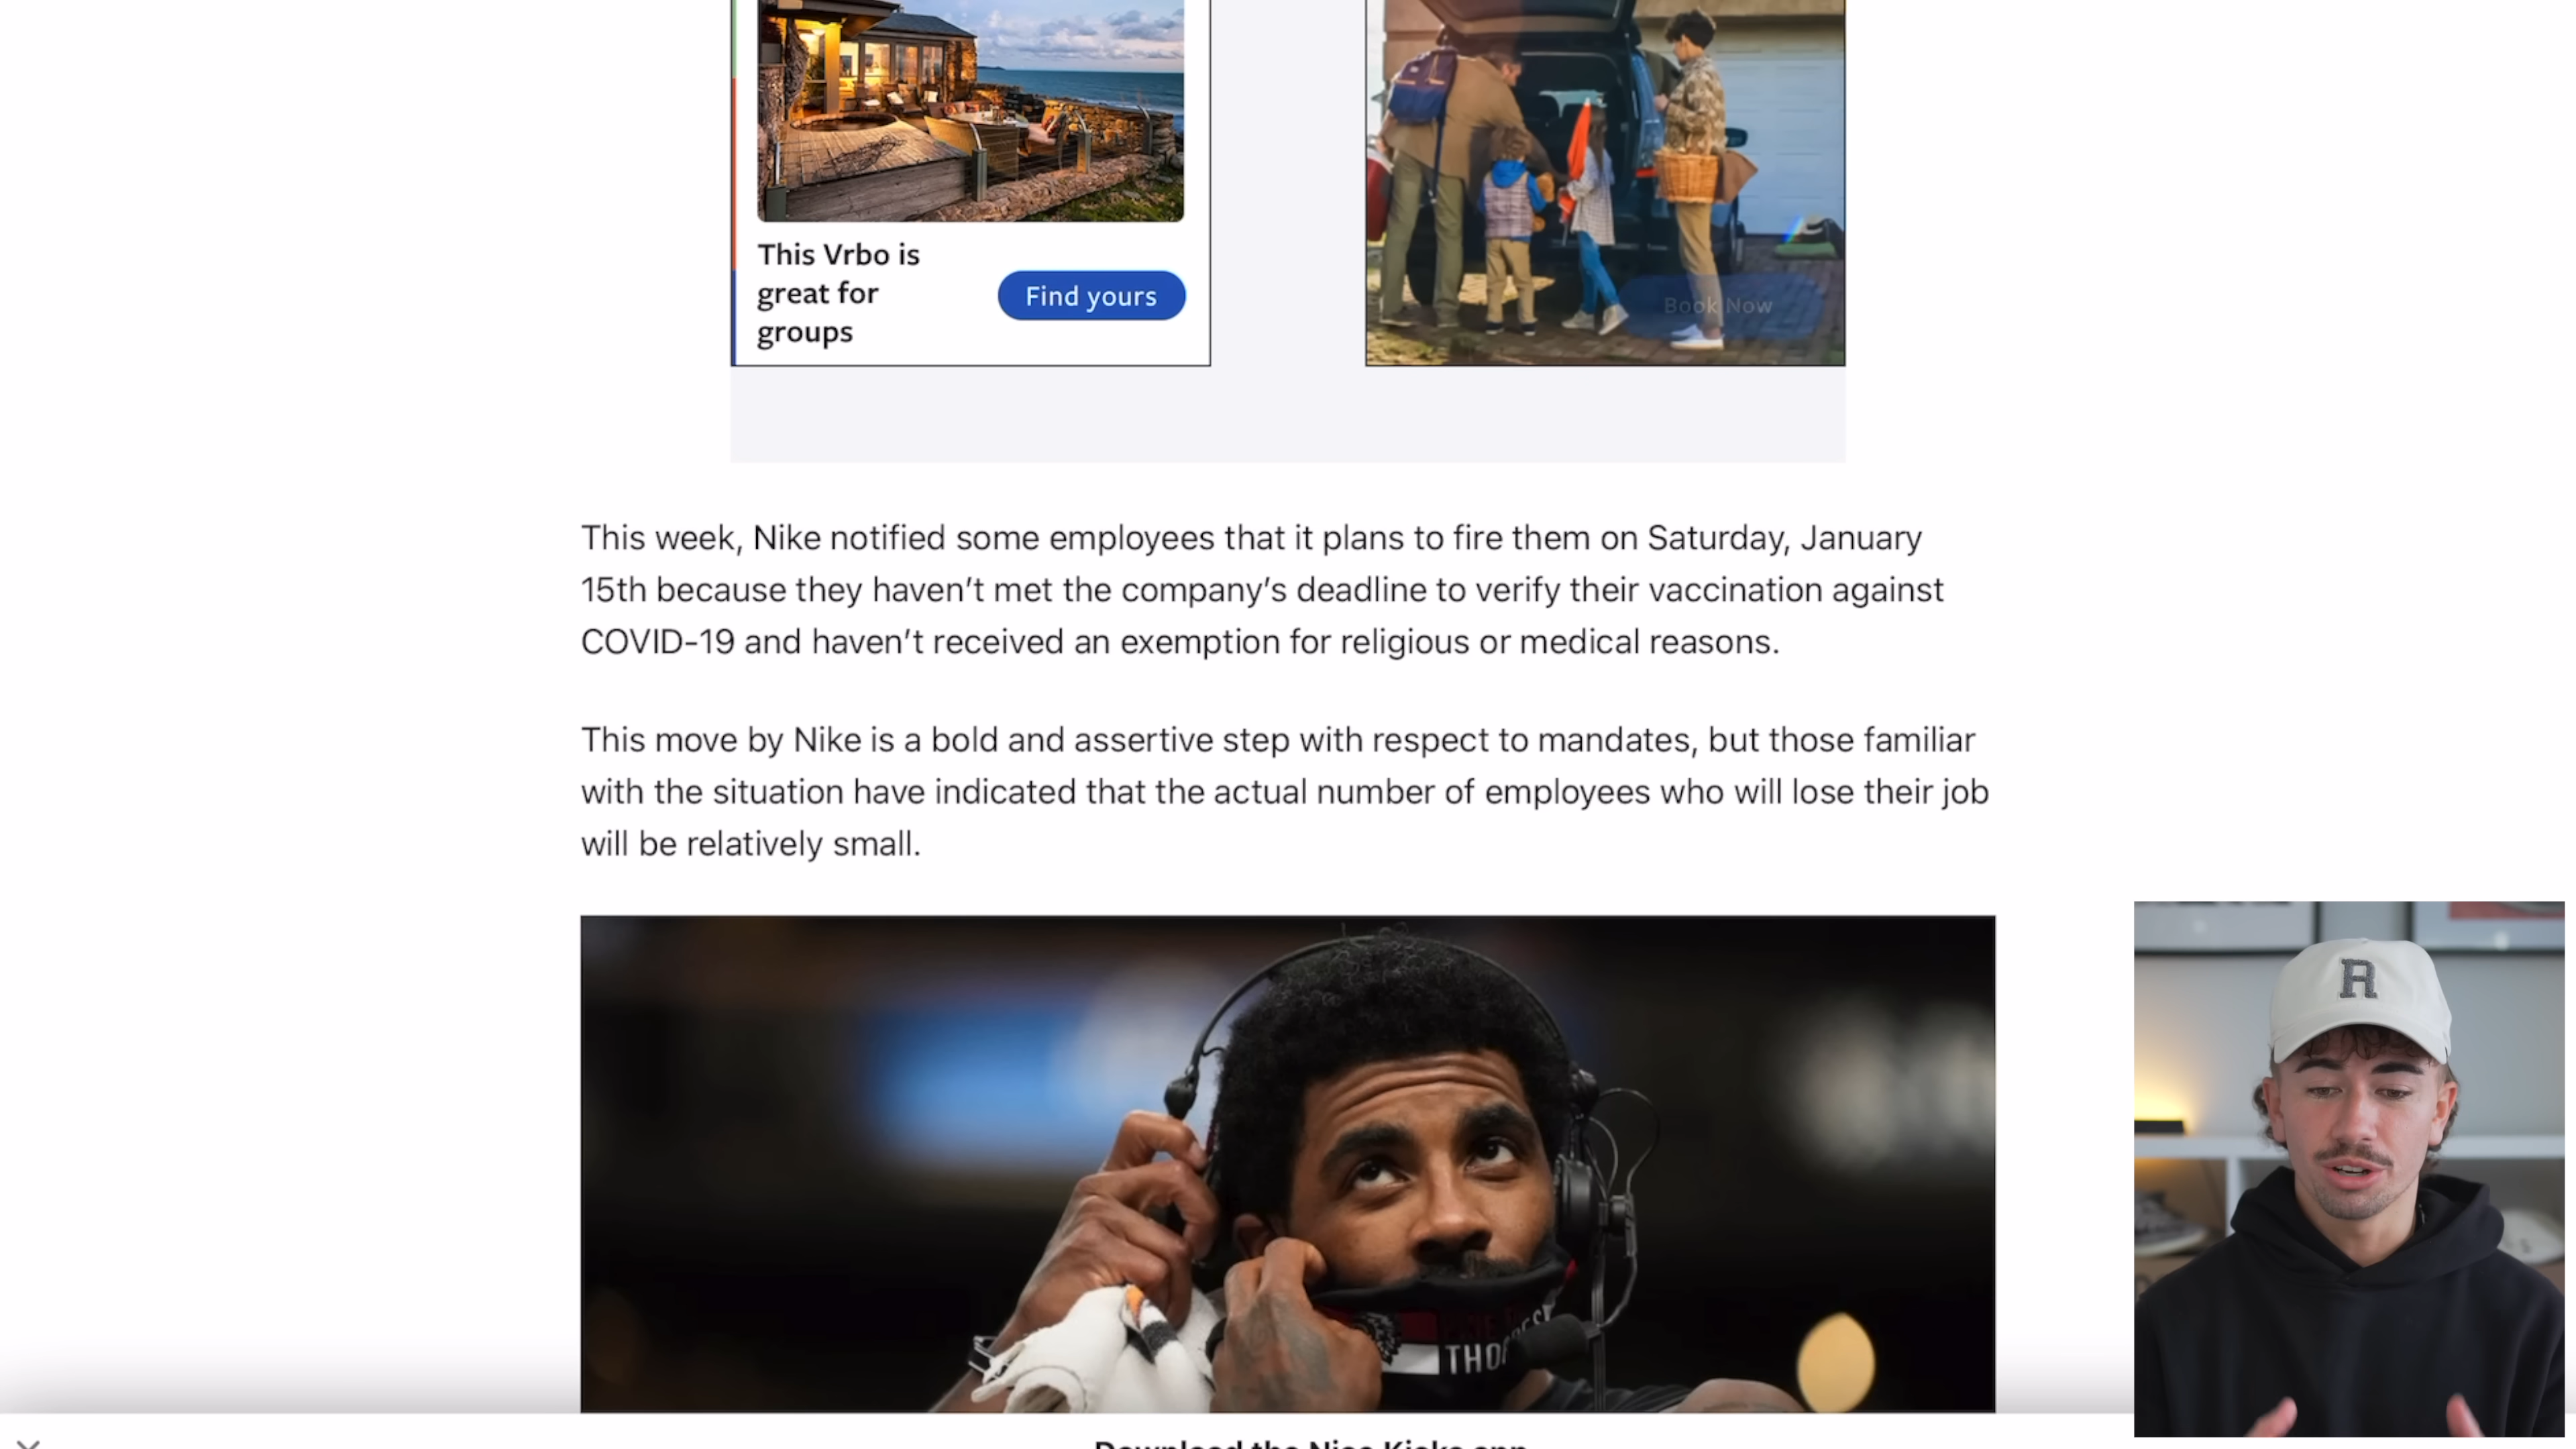 This Vrbo is
great for
groups
Find yours
Book Now
This week, Nike notified some employees that it plans to fire them on Saturday, January
15th because they haven't met the company's deadline to verify their vaccination against
COVID-19 and haven't received an exemption for religious or medical reasons.
This move by Nike is a bold and assertive step with respect to mandates, but those familiar
with the situation have indicated that the actual number of employees who will lose their job
will be relatively small.
R
Download the Nice Kicks app